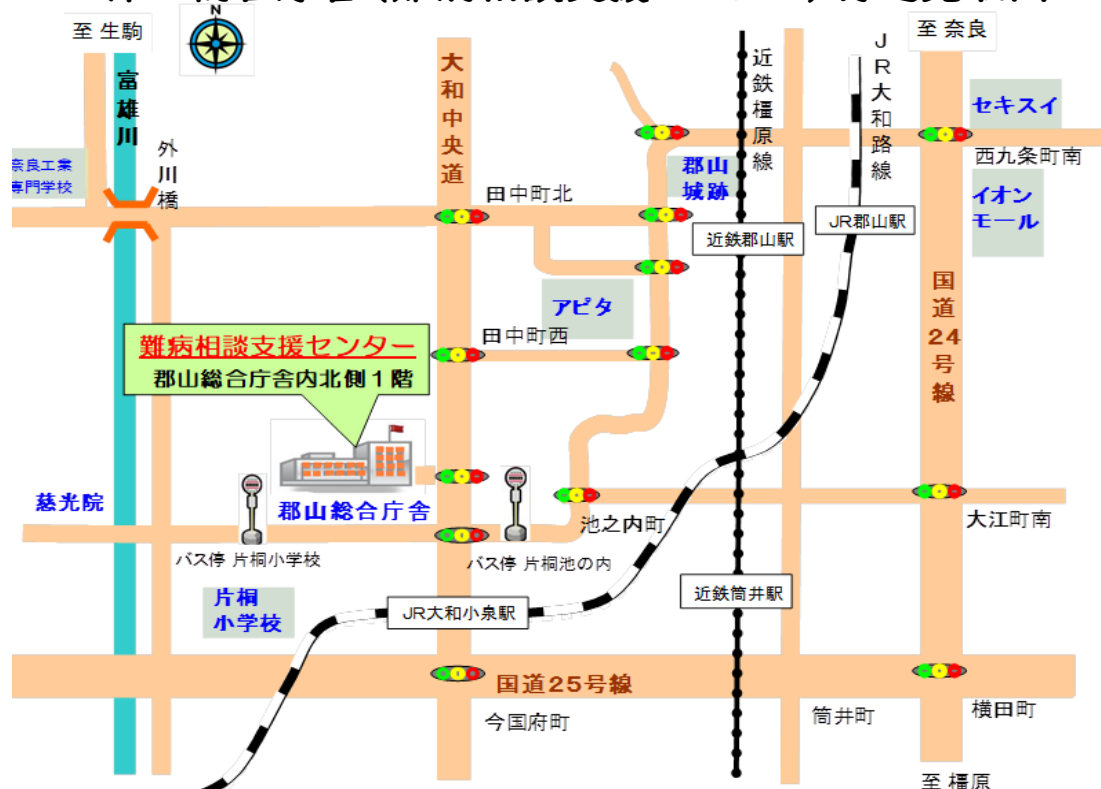 至 生駒
N
至 奈良
富雄川
外川橋
大和中央道
近鉄橿原線
JR大和路線
セキスイ
西九条町南
奈良工業
専門学校
郡山
城跡
イオン
モール
田中町北
近鉄郡山駅
JR郡山駅
国道24号線
アピタ
難病相談支援センター
郡山総合庁舎内北側1階
田中町西
慈光院
郡山総合庁舎
池之内町
大江町南
バス停 片桐小学校
バス停 片桐池の内
片桐
小学校
JR大和小泉駅
近鉄筒井駅
国道25号線
今国府町
筒井町
横田町
至 橿原